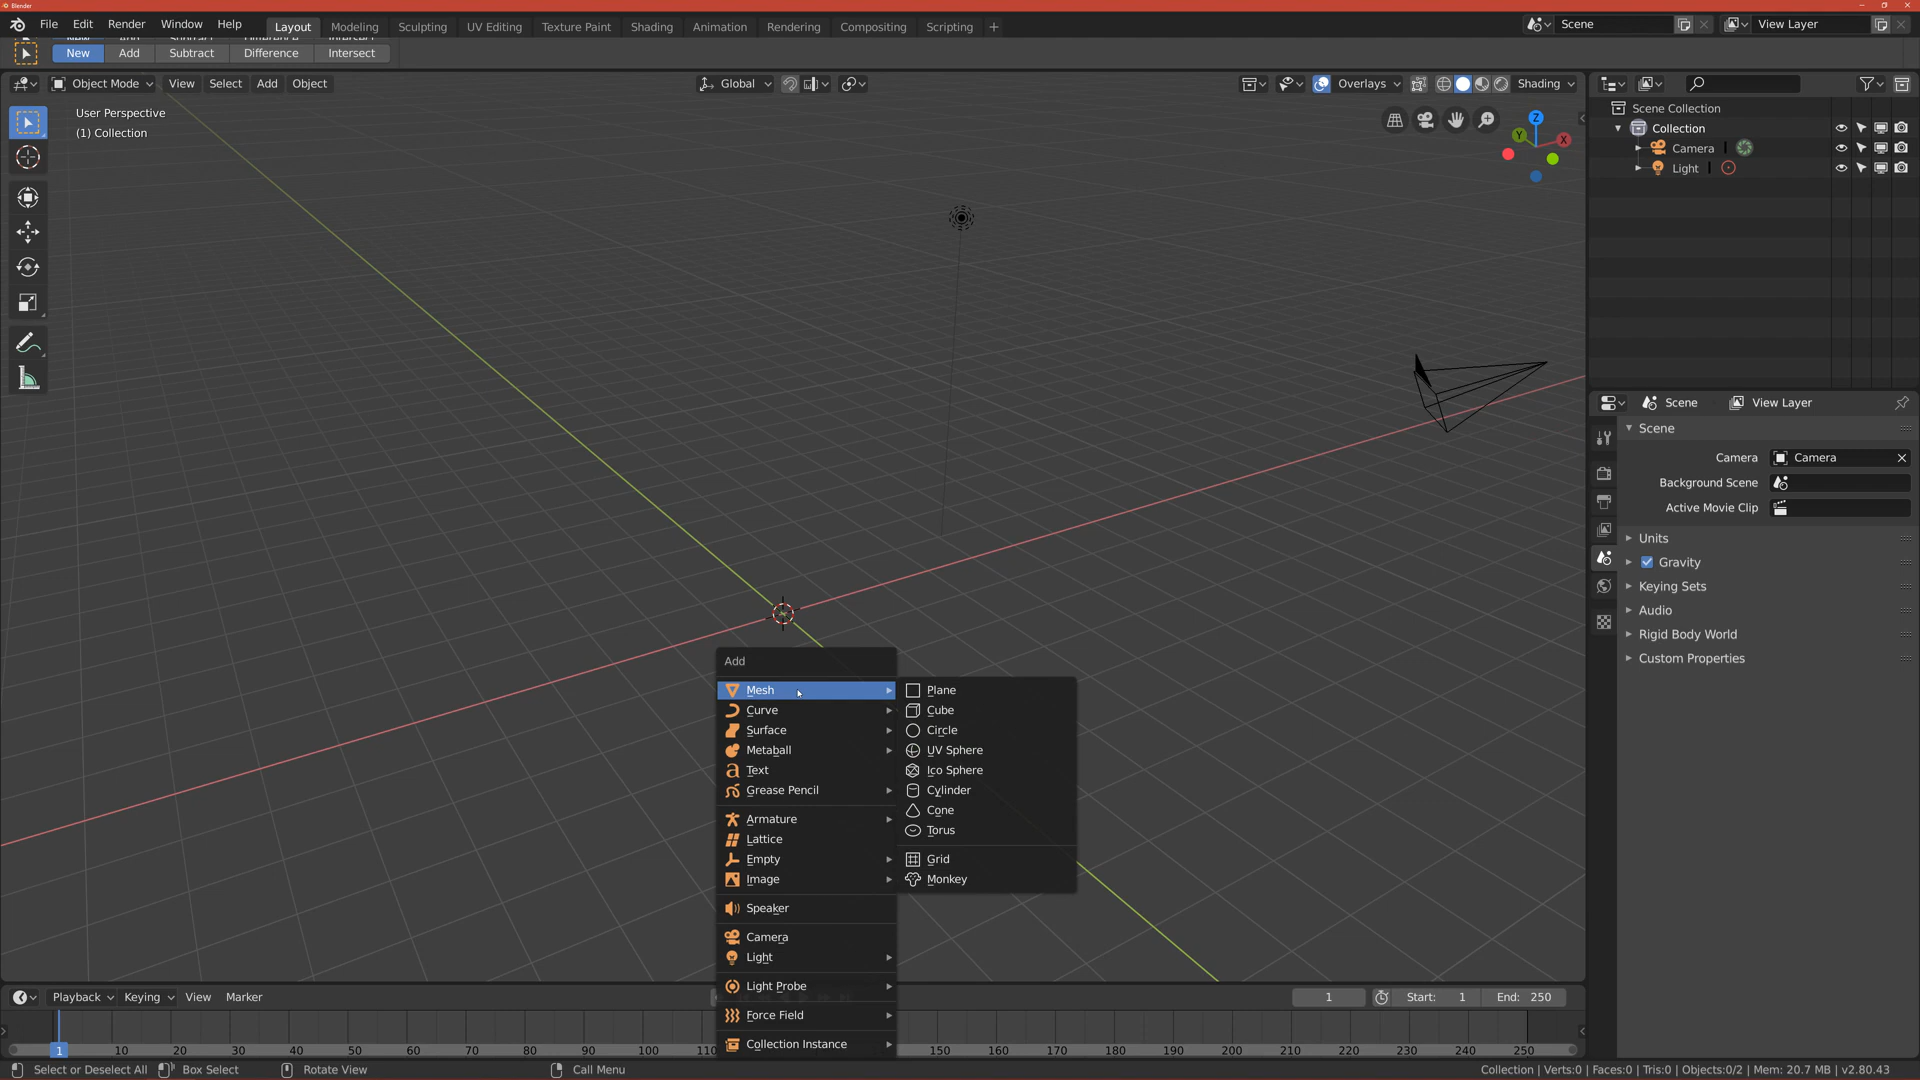 Blender
File Edit Render Window Help Layout Modeling Sculpting UV Editing Texture Paint Shading Animation Rendering Compositing Scripting + Scene View Layer
New Add Subtract Difference Intersect
Object Mode View Select Add Object Global Overlays Shading
User Perspective
(1) Collection
Z
Y
X
Scene Collection
Collection
Camera
Light
Scene View Layer
Scene
Camera Camera
Background Scene
Active Movie Clip
Units
Gravity
Keying Sets
Audio
Rigid Body World
Custom Properties
Add
Mesh
Curve
Surface
Metaball
Text
Grease Pencil
Armature
Lattice
Empty
Image
Speaker
Camera
Light
Light Probe
Force Field
Collection Instance
Plane
Cube
Circle
UV Sphere
Ico Sphere
Cylinder
Cone
Torus
Grid
Monkey
Playback Keying View Marker 1 Start: 1 End: 250
1 10 20 30 40 50 60 70 80 90 100 110 150 160 170 180 190 200 210 220 230 240 250
Select or Deselect All Box Select Rotate View Call Menu Collection | Verts:0 | Faces:0 | Tris:0 | Objects:0/2 | Mem: 20.7 MB | v2.80.43